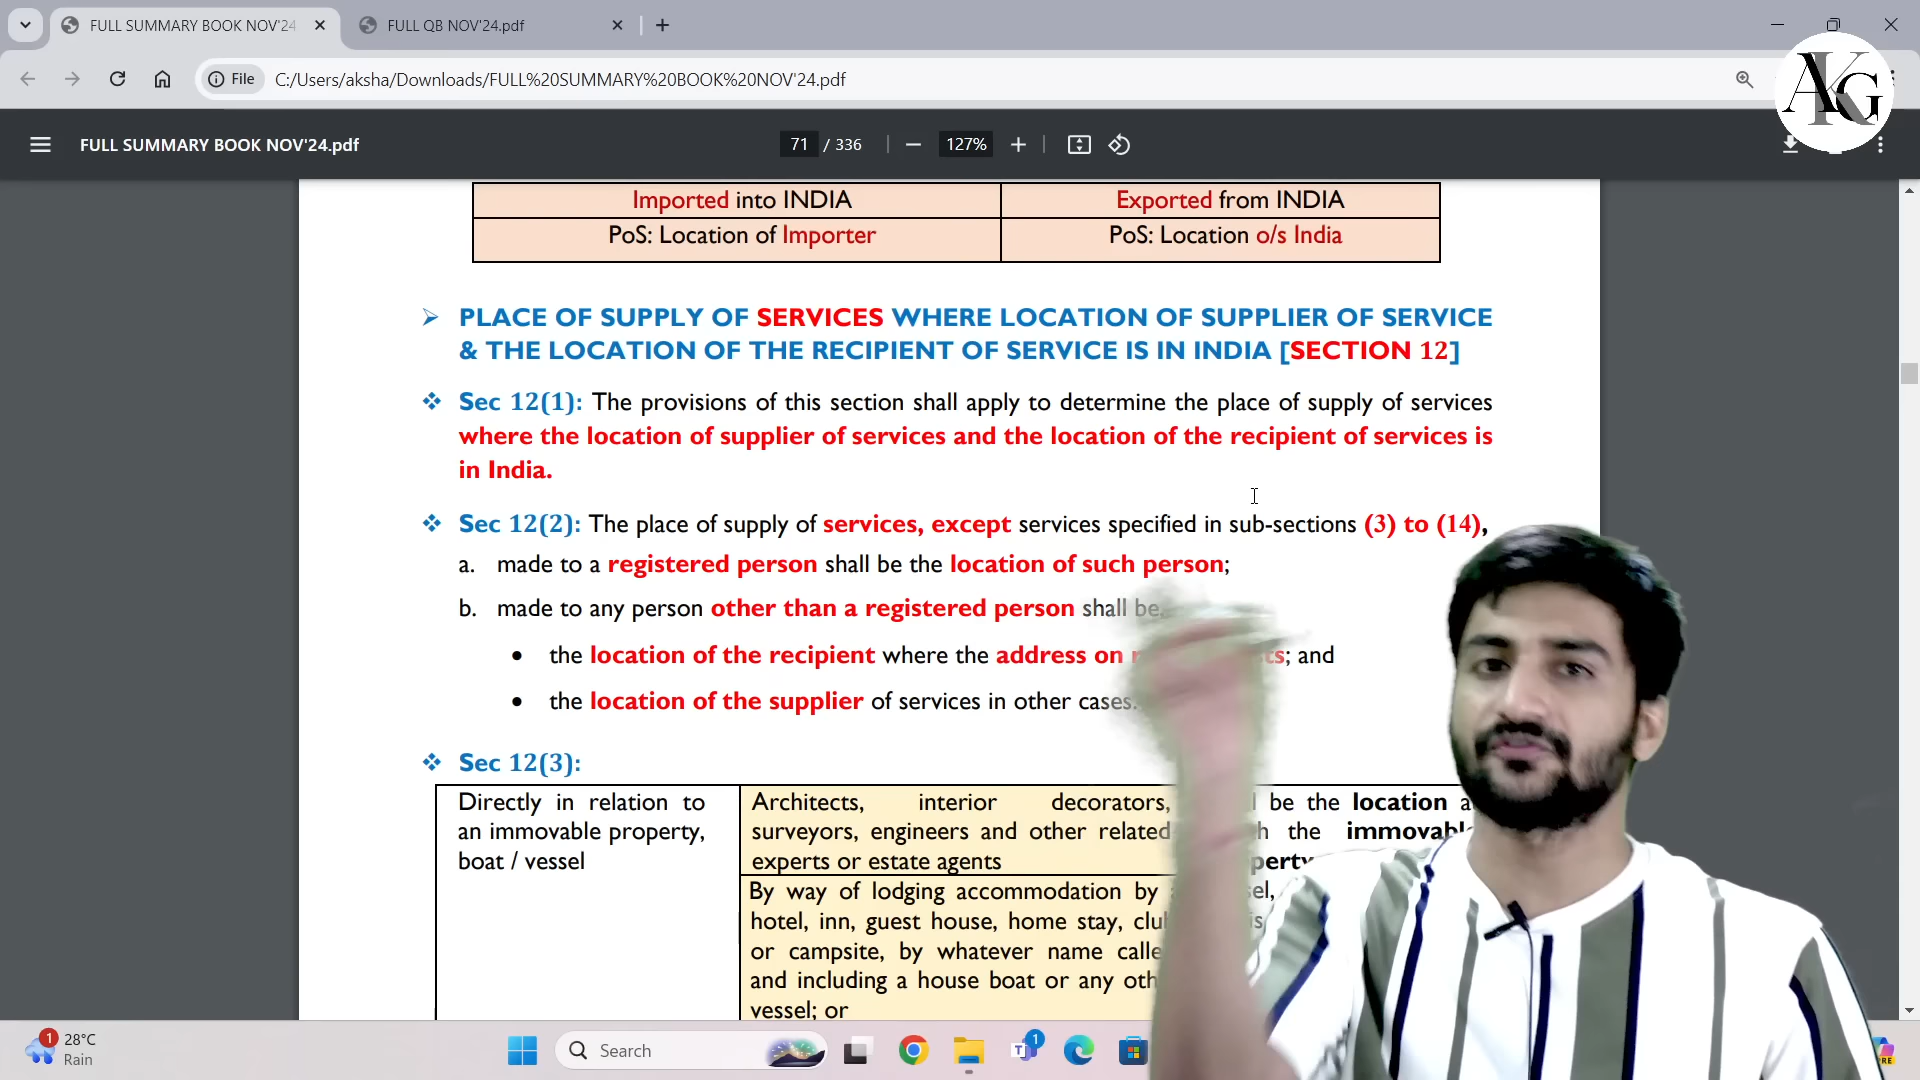 FULL SUMMARY BOOK NOV'24
FULL QB NOV'24.pdf
File
C:/Users/aksha/Downloads/FULL%20SUMMARY%20BOOK%20NOV'24.pdf
AKG
FULL SUMMARY BOOK NOV'24.pdf
71 / 336
127%
Imported into INDIA
Exported from INDIA
PoS: Location of Importer
PoS: Location o/s India
➢ PLACE OF SUPPLY OF SERVICES WHERE LOCATION OF SUPPLIER OF SERVICE
& THE LOCATION OF THE RECIPIENT OF SERVICE IS IN INDIA [SECTION 12]
❖ Sec 12(1): The provisions of this section shall apply to determine the place of supply of services
where the location of supplier of services and the location of the recipient of services is
in India.
❖ Sec 12(2): The place of supply of services, except services specified in sub-sections (3) to (14),
a. made to a registered person shall be the location of such person;
b. made to any person other than a registered person shall be,
• the location of the recipient where the address on ; and
• the location of the supplier of services in other cases.
❖ Sec 12(3):
Directly in relation to
an immovable property,
boat / vessel
Architects, interior decorators,
surveyors, engineers and other related
experts or estate agents
be the location
the immovable
By way of lodging accommodation by
hotel, inn, guest house, home stay,
or campsite, by whatever name
and including a house boat or any
vessel; or
1
28°C
Rain
Search
1
PRE